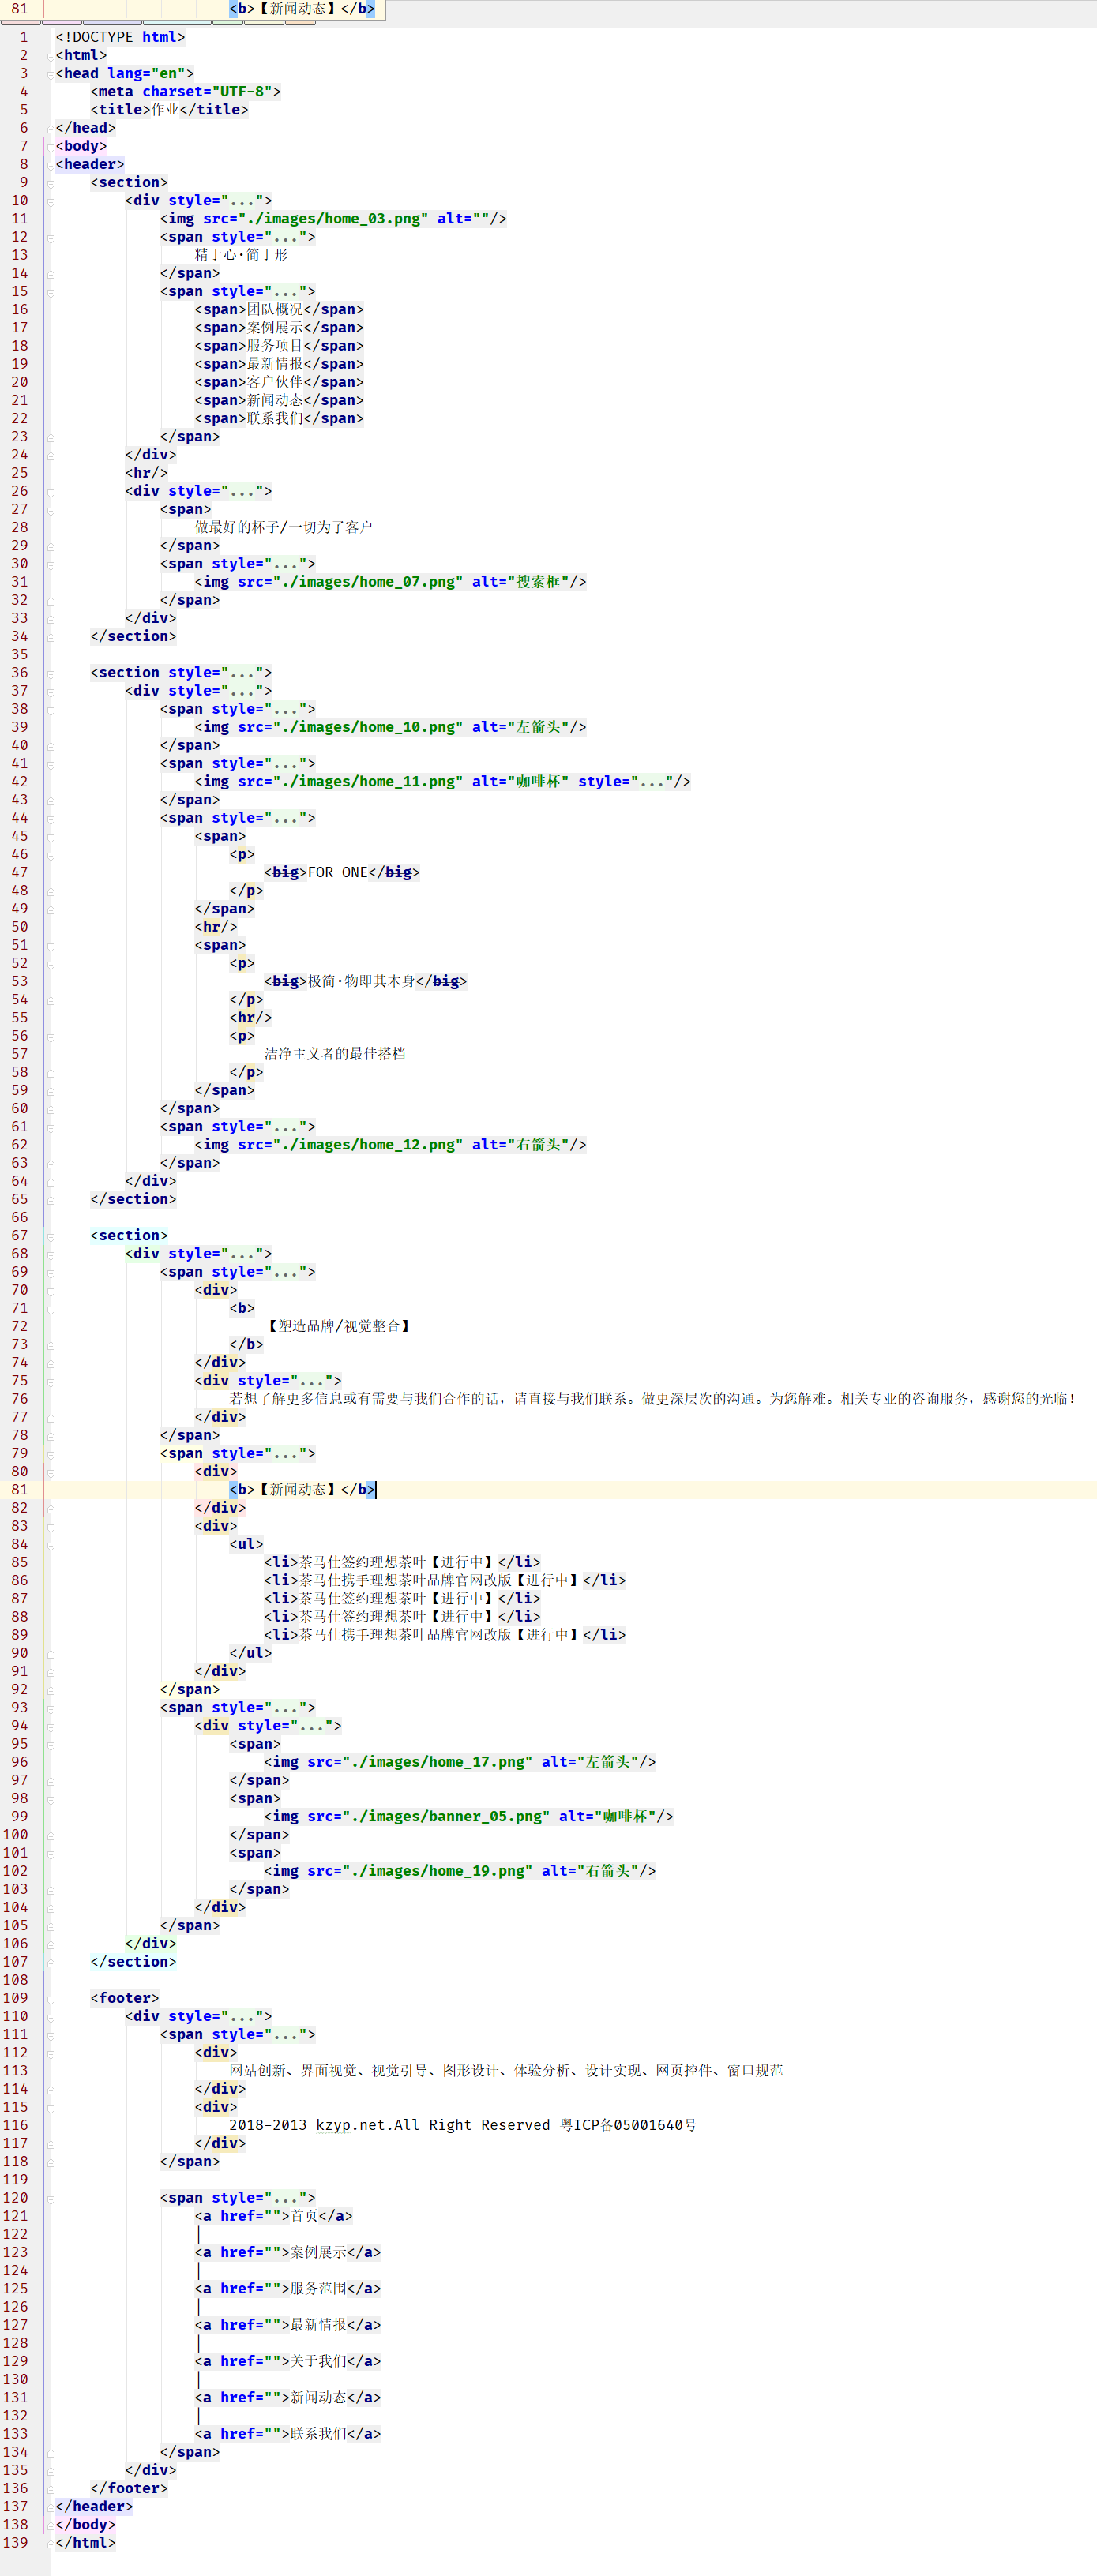 81 <b>【新闻动态】</b>
1 <!DOCTYPE html>
2 <html>
3 <head lang="en">
4 <meta charset="UTF-8">
5 <title>作业</title>
6 </head>
7 <body>
8 <header>
9 <section>
10 <div style="...">
11 <img src="./images/home_03.png" alt=""/>
12 <span style="...">
13 精于心·简于形
14 </span>
15 <span style="...">
16 <span>团队概况</span>
17 <span>案例展示</span>
18 <span>服务项目</span>
19 <span>最新情报</span>
20 <span>客户伙伴</span>
21 <span>新闻动态</span>
22 <span>联系我们</span>
23 </span>
24 </div>
25 <hr/>
26 <div style="...">
27 <span>
28 做最好的杯子/一切为了客户
29 </span>
30 <span style="...">
31 <img src="./images/home_07.png" alt="搜索框"/>
32 </span>
33 </div>
34 </section>
35
36 <section style="...">
37 <div style="...">
38 <span style="...">
39 <img src="./images/home_10.png" alt="左箭头"/>
40 </span>
41 <span style="...">
42 <img src="./images/home_11.png" alt="咖啡杯" style="..."/>
43 </span>
44 <span style="...">
45 <span>
46 <p>
47 <big>FOR ONE</big>
48 </p>
49 </span>
50 <hr/>
51 <span>
52 <p>
53 <big>极简·物即其本身</big>
54 </p>
55 <hr/>
56 <p>
57 洁净主义者的最佳搭档
58 </p>
59 </span>
60 </span>
61 <span style="...">
62 <img src="./images/home_12.png" alt="右箭头"/>
63 </span>
64 </div>
65 </section>
66
67 <section>
68 <div style="...">
69 <span style="...">
70 <div>
71 <b>
72 【塑造品牌/视觉整合】
73 </b>
74 </div>
75 <div style="...">
76 若想了解更多信息或有需要与我们合作的话，请直接与我们联系。做更深层次的沟通。为您解难。相关专业的咨询服务，感谢您的光临！
77 </div>
78 </span>
79 <span style="...">
80 <div>
81 <b>【新闻动态】</b>
82 </div>
83 <div>
84 <ul>
85 <li>茶马仕签约理想茶叶【进行中】</li>
86 <li>茶马仕携手理想茶叶品牌官网改版【进行中】</li>
87 <li>茶马仕签约理想茶叶【进行中】</li>
88 <li>茶马仕签约理想茶叶【进行中】</li>
89 <li>茶马仕携手理想茶叶品牌官网改版【进行中】</li>
90 </ul>
91 </div>
92 </span>
93 <span style="...">
94 <div style="...">
95 <span>
96 <img src="./images/home_17.png" alt="左箭头"/>
97 </span>
98 <span>
99 <img src="./images/banner_05.png" alt="咖啡杯"/>
100 </span>
101 <span>
102 <img src="./images/home_19.png" alt="右箭头"/>
103 </span>
104 </div>
105 </span>
106 </div>
107 </section>
108
109 <footer>
110 <div style="...">
111 <span style="...">
112 <div>
113 网站创新、界面视觉、视觉引导、图形设计、体验分析、设计实现、网页控件、窗口规范
114 </div>
115 <div>
116 2018-2013 kzyp.net.All Right Reserved 粤ICP备05001640号
117 </div>
118 </span>
119
120 <span style="...">
121 <a href="">首页</a>
122 |
123 <a href="">案例展示</a>
124 |
125 <a href="">服务范围</a>
126 |
127 <a href="">最新情报</a>
128 |
129 <a href="">关于我们</a>
130 |
131 <a href="">新闻动态</a>
132 |
133 <a href="">联系我们</a>
134 </span>
135 </div>
136 </footer>
137 </header>
138 </body>
139 </html>